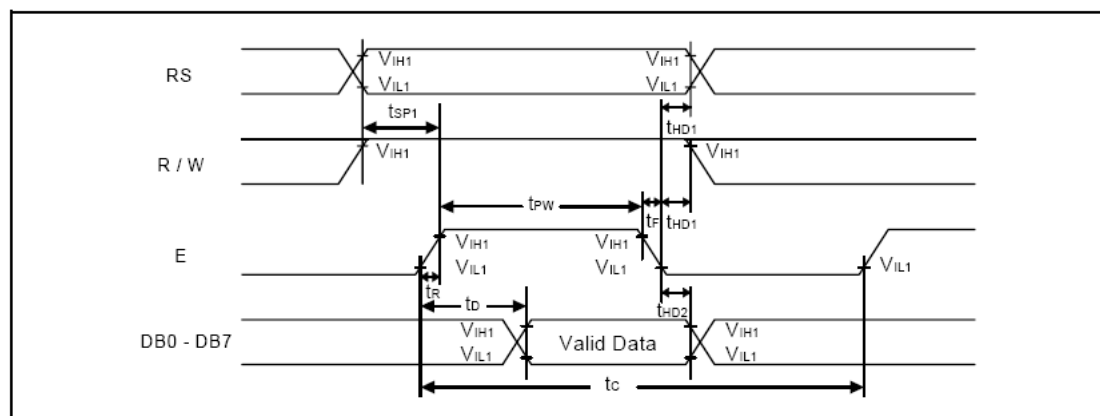 RS
VIH1
VIL1
VIH1
VIL1
tSP1
tHD1
R / W
VIH1
VIH1
tPW
tF
tHD1
E
VIH1
VIL1
VIH1
VIL1
VIL1
tR
tD
tHD2
DB0 - DB7
VIH1
VIL1
Valid Data
VIH1
VIL1
tC